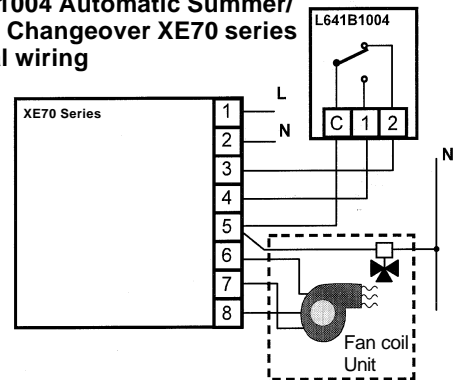 1004 Automatic Summer/
Changeover XE70 series
wiring
L641B1004
XE70 Series
L
N
1
2
3
4
5
6
7
8
C 1 2
N
Fan coil
Unit